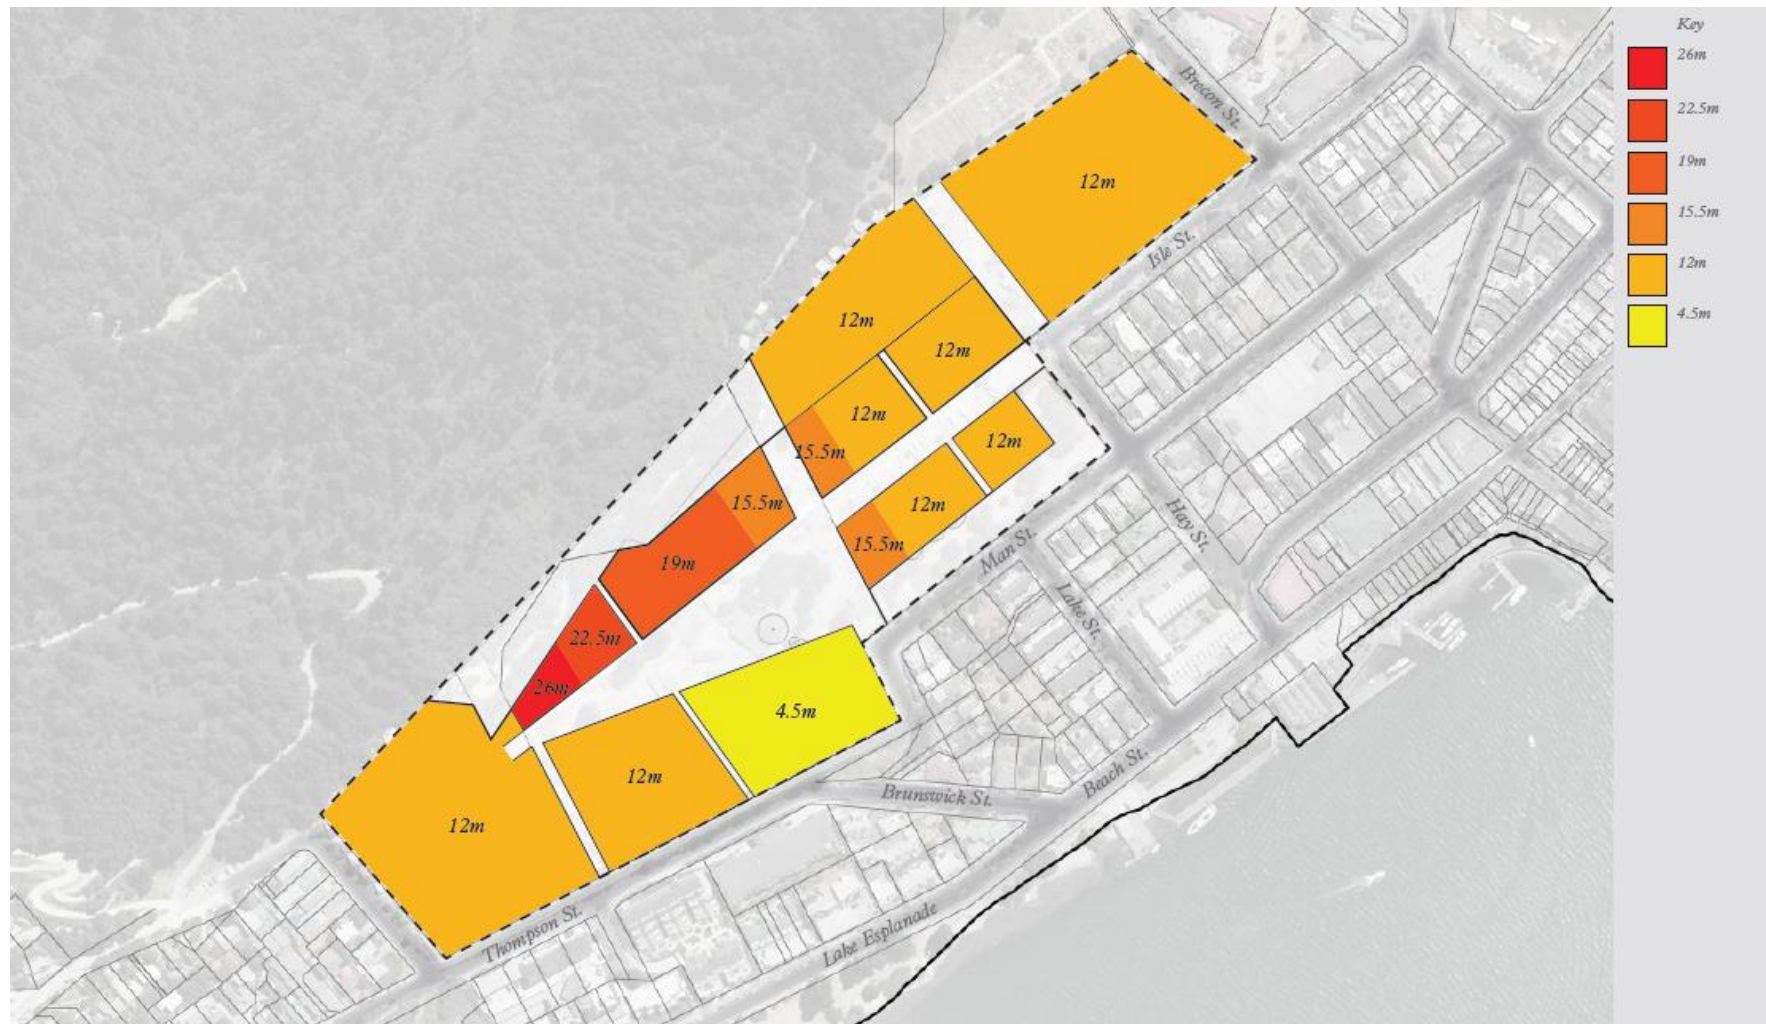 Key
26m
22.5m
19m
15.5m
12m
4.5m
Brecon St.
12m
Isle St.
12m
12m
12m
15.5m
12m
15.5m
12m
15.5m
19m
Hay St.
Man St.
Lake St.
22.5m
26m
4.5m
12m
Beach St.
Brunswick St.
12m
Thompson St.
Lake Esplanade